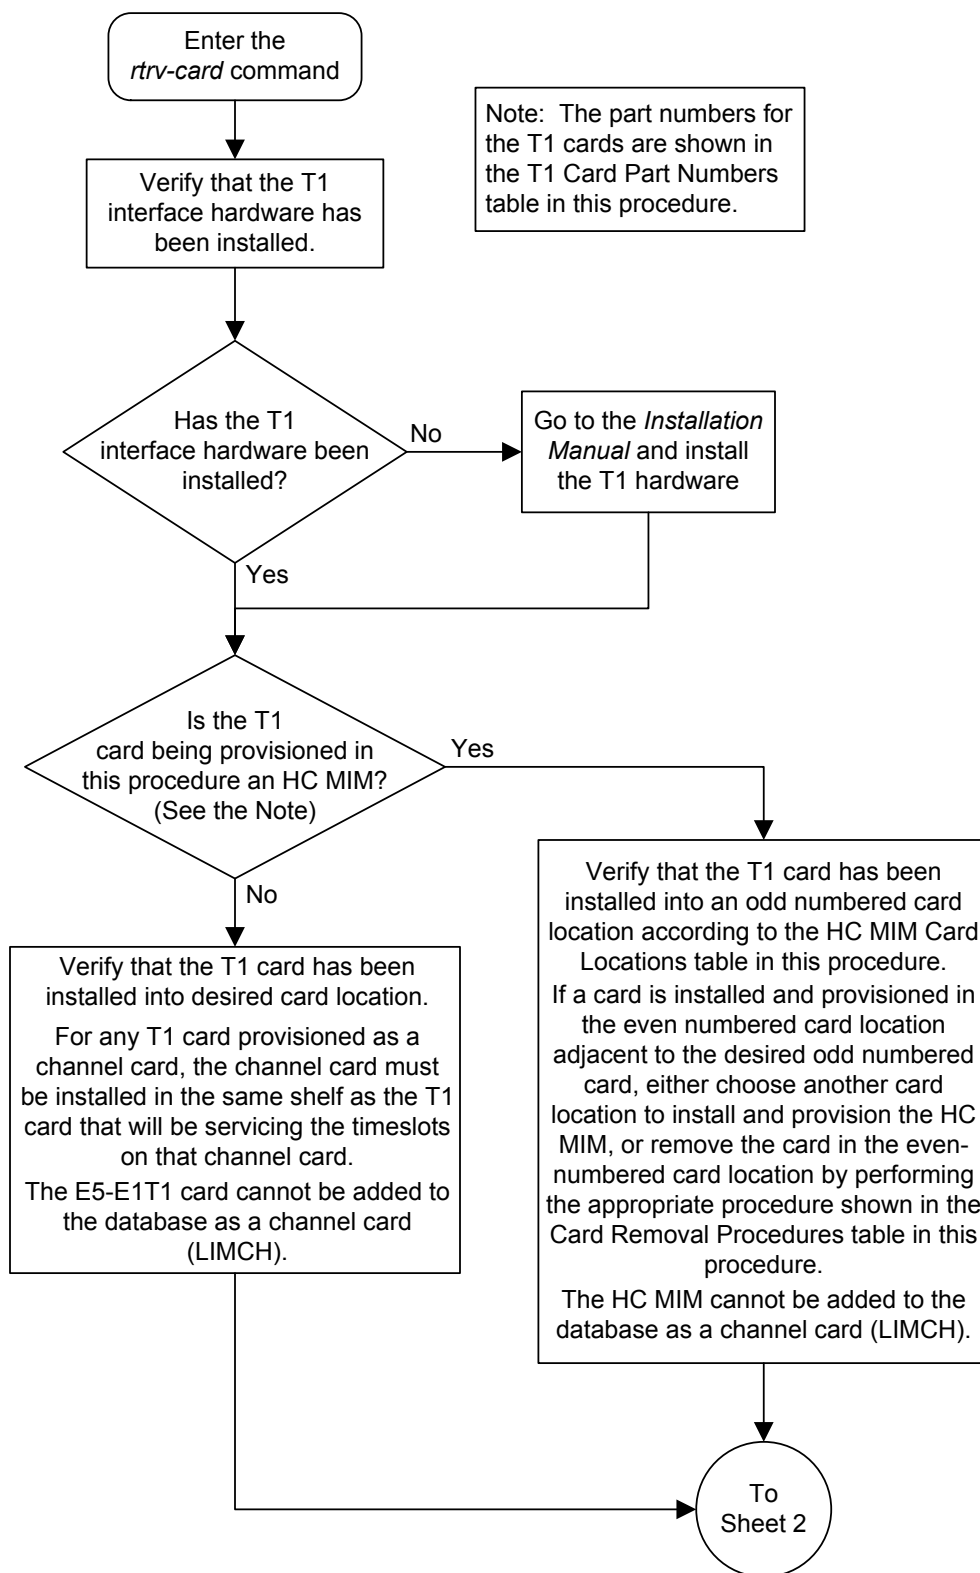 Enter the
rtrv-card command
Note: The part numbers for
the T1 cards are shown in
the T1 Card Part Numbers
table in this procedure.
Verify that the T1
interface hardware has
been installed.
Has the T1
interface hardware been
installed?
No
Go to the Installation
Manual and install
the T1 hardware
Yes
Is the T1
card being provisioned in
this procedure an HC MIM?
(See the Note)
Yes
No
Verify that the T1 card has been
installed into desired card location.
For any T1 card provisioned as a
channel card, the channel card must
be installed in the same shelf as the T1
card that will be servicing the timeslots
on that channel card.
The E5-E1T1 card cannot be added to
the database as a channel card
(LIMCH).
Verify that the T1 card has been
installed into an odd numbered card
location according to the HC MIM Card
Locations table in this procedure.
If a card is installed and provisioned in
the even numbered card location
adjacent to the desired odd numbered
card, either choose another card
location to install and provision the HC
MIM, or remove the card in the even-
numbered card location by performing
the appropriate procedure shown in the
Card Removal Procedures table in this
procedure.
The HC MIM cannot be added to the
database as a channel card (LIMCH).
To
Sheet 2